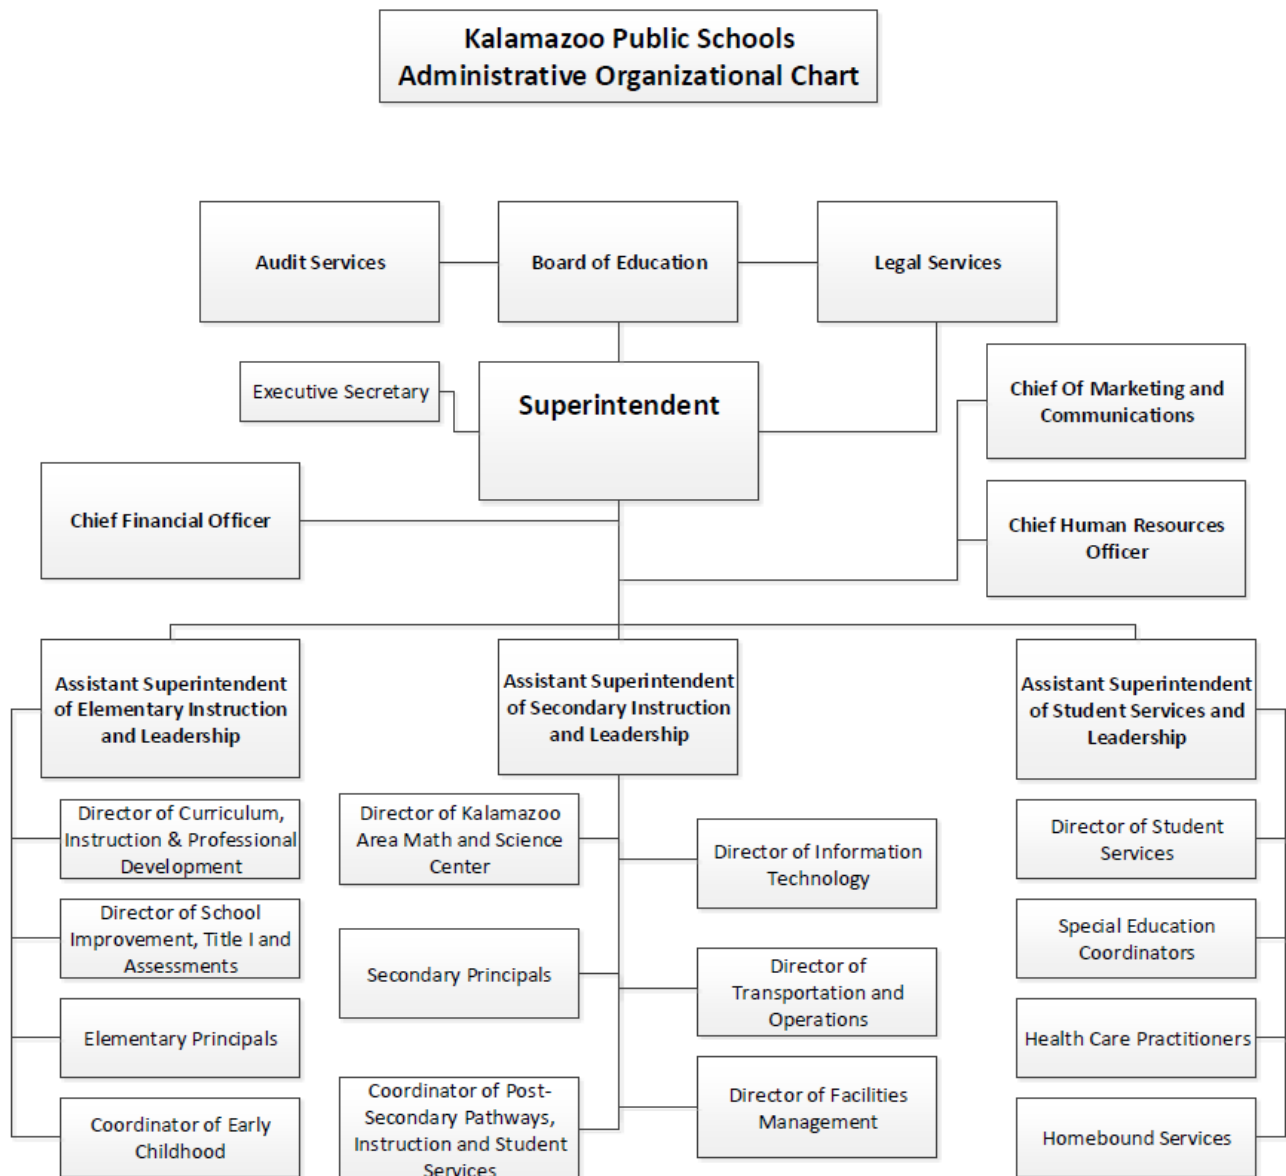 Kalamazoo Public Schools
Administrative Organizational Chart
Audit Services
Board of Education
Legal Services
Executive Secretary
Superintendent
Chief Of Marketing and
Communications
Chief Financial Officer
Chief Human Resources
Officer
Assistant Superintendent
of Elementary Instruction
and Leadership
Assistant Superintendent
of Secondary Instruction
and Leadership
Assistant Superintendent
of Student Services and
Leadership
Director of Curriculum,
Instruction & Professional
Development
Director of School
Improvement, Title I and
Assessments
Elementary Principals
Coordinator of Early
Childhood
Director of Kalamazoo
Area Math and Science
Center
Secondary Principals
Coordinator of Post-
Secondary Pathways,
Instruction and Student
Services
Director of Information
Technology
Director of
Transportation and
Operations
Director of Facilities
Management
Director of Student
Services
Special Education
Coordinators
Health Care Practitioners
Homebound Services